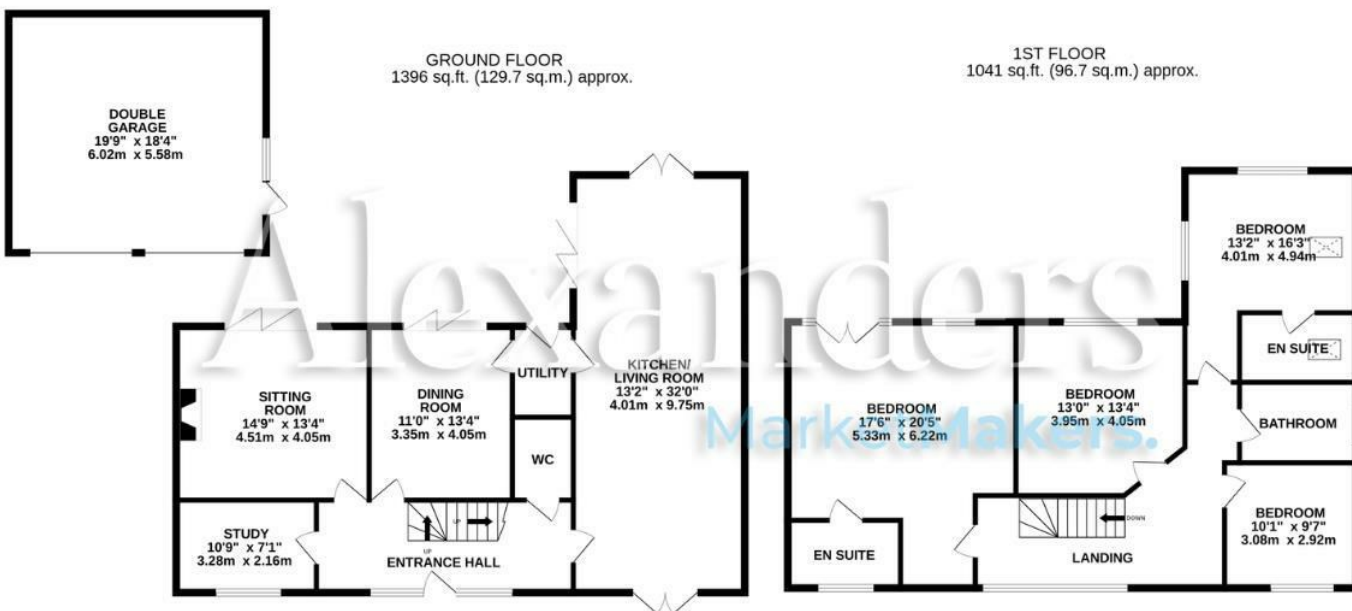 GROUND FLOOR
1396 sq.ft. (129.7 sq.m.) approx.
1ST FLOOR
1041 sq.ft. (96.7 sq.m.) approx.
DOUBLE
GARAGE
19'9" x 18'4"
6.02m x 5.58m
Alexanders
MarketMakers.
KITCHEN/
LIVING ROOM
13'2" x 32'0"
4.01m x 9.75m
UTILITY
SITTING
ROOM
14'9" x 13'4"
4.51m x 4.05m
DINING
ROOM
11'0" x 13'4"
3.35m x 4.05m
WC
STUDY
10'9" x 7'1"
3.28m x 2.16m
UP
UP
ENTRANCE HALL
BEDROOM
13'2" x 16'3"
4.01m x 4.94m
EN SUITE
BEDROOM
17'6" x 20'5"
5.33m x 6.22m
BEDROOM
13'0" x 13'4"
3.95m x 4.05m
BATHROOM
BEDROOM
10'1" x 9'7"
3.08m x 2.92m
DOWN
EN SUITE
LANDING